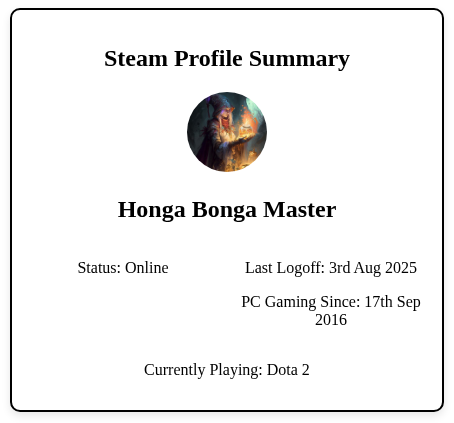 Steam Profile Summary
Honga Bonga Master
Status: Online
Last Logoff: 3rd Aug 2025
PC Gaming Since: 17th Sep
2016
Currently Playing: Dota 2